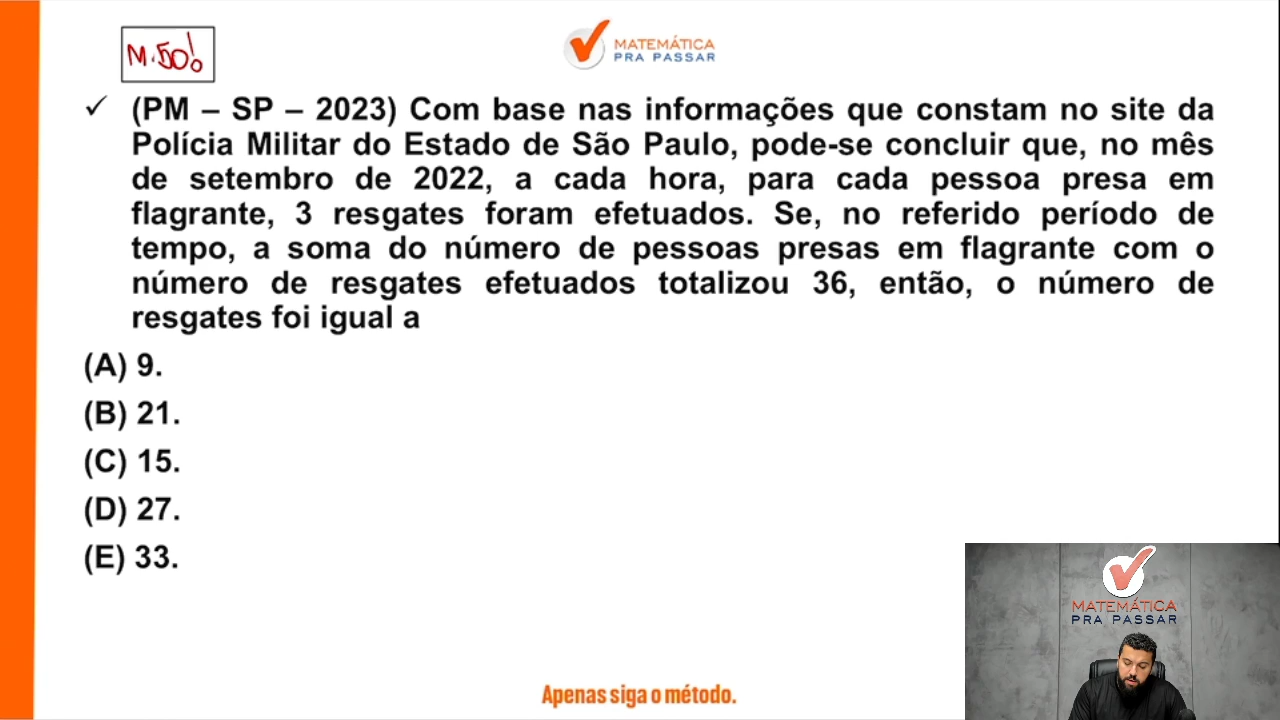 M.50!
MATEMÁTICA
PRA PASSAR
✓ (PM – SP – 2023) Com base nas informações que constam no site da
Polícia Militar do Estado de São Paulo, pode-se concluir que, no mês
de setembro de 2022, a cada hora, para cada pessoa presa em
flagrante, 3 resgates foram efetuados. Se, no referido período de
tempo, a soma do número de pessoas presas em flagrante com o
número de resgates efetuados totalizou 36, então, o número de
resgates foi igual a
(A) 9.
(B) 21.
(C) 15.
(D) 27.
(E) 33.
MATEMÁTICA
PRA PASSAR
Apenas siga o método.